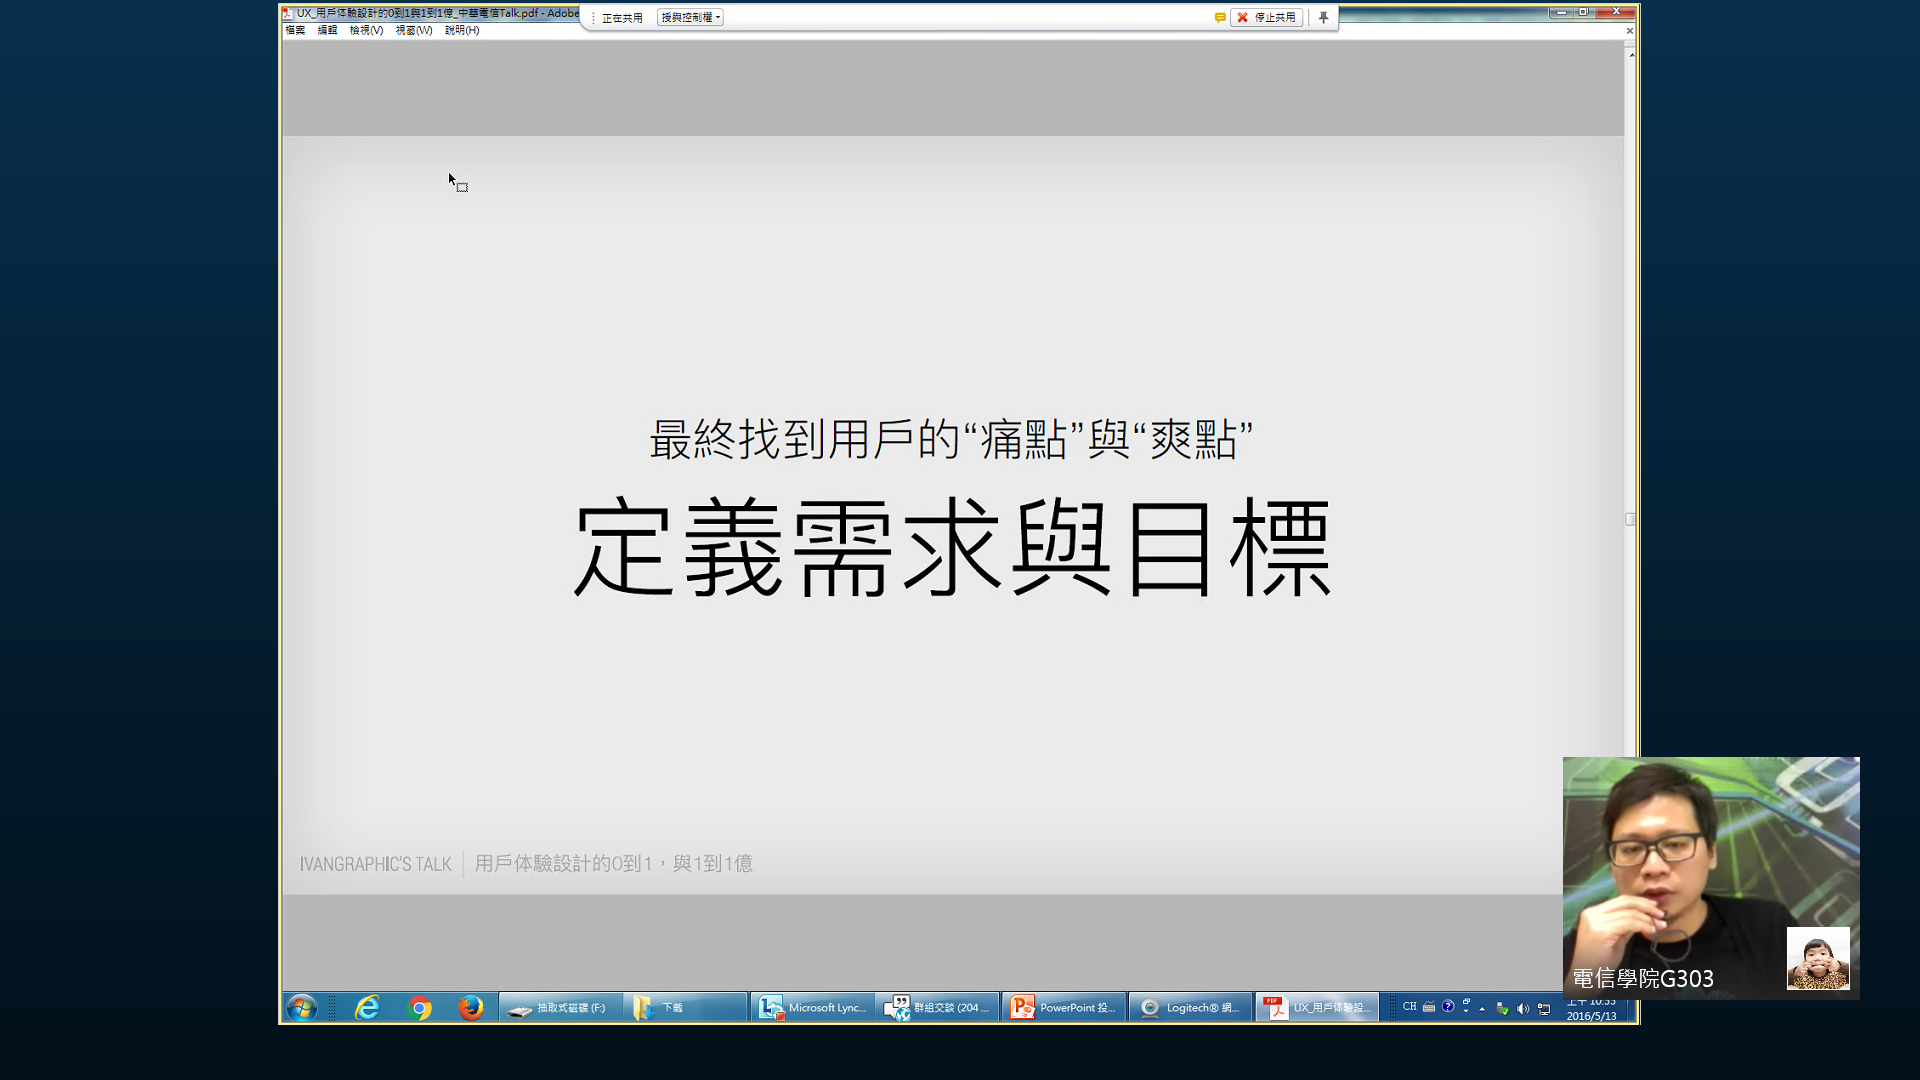 UX_用戶体驗設計的0到1與1到1億_中華電信Talk.pdf - Adobe
正在共用
授與控制權
停止共用
檔案 編輯 檢視(V) 視窗(W) 說明(H)
最終找到用戶的“痛點”與“爽點”
定義需求與目標
IVANGRAPHIC'S TALK
用戶体驗設計的0到1，與1到1億
電信學院G303
抽取式磁碟 (F:)
下載
Microsoft Lync...
群組交談 (204 ...
PowerPoint 投...
Logitech® 網...
UX_用戶体驗設...
CH
2016/5/13